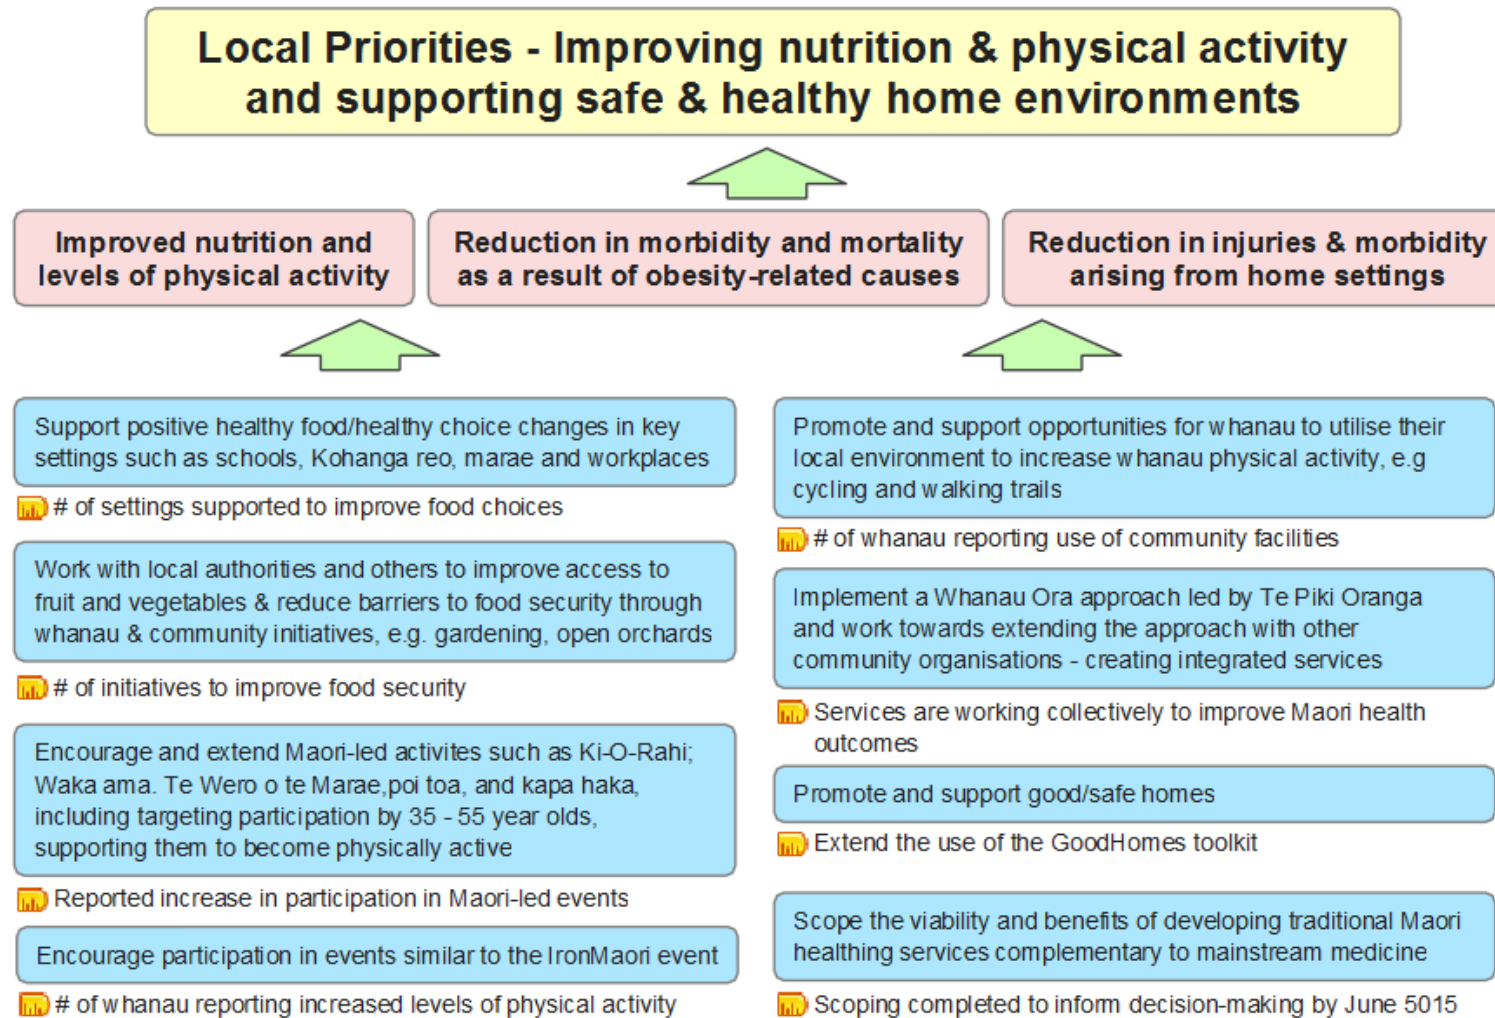 Local Priorities - Improving nutrition & physical activity
and supporting safe & healthy home environments
Improved nutrition and
levels of physical activity
Reduction in morbidity and mortality
as a result of obesity-related causes
Reduction in injuries & morbidity
arising from home settings
Support positive healthy food/healthy choice changes in key
settings such as schools, Kohanga reo, marae and workplaces
# of settings supported to improve food choices
Work with local authorities and others to improve access to
fruit and vegetables & reduce barriers to food security through
whanau & community initiatives, e.g. gardening, open orchards
# of initiatives to improve food security
Encourage and extend Maori-led activites such as Ki-O-Rahi;
Waka ama. Te Wero o te Marae,poi toa, and kapa haka,
including targeting participation by 35 - 55 year olds,
supporting them to become physically active
Reported increase in participation in Maori-led events
Encourage participation in events similar to the IronMaori event
# of whanau reporting increased levels of physical activity
Promote and support opportunities for whanau to utilise their
local environment to increase whanau physical activity, e.g
cycling and walking trails
# of whanau reporting use of community facilities
Implement a Whanau Ora approach led by Te Piki Oranga
and work towards extending the approach with other
community organisations - creating integrated services
Services are working collectively to improve Maori health
outcomes
Promote and support good/safe homes
Extend the use of the GoodHomes toolkit
Scope the viability and benefits of developing traditional Maori
healthing services complementary to mainstream medicine
Scoping completed to inform decision-making by June 5015